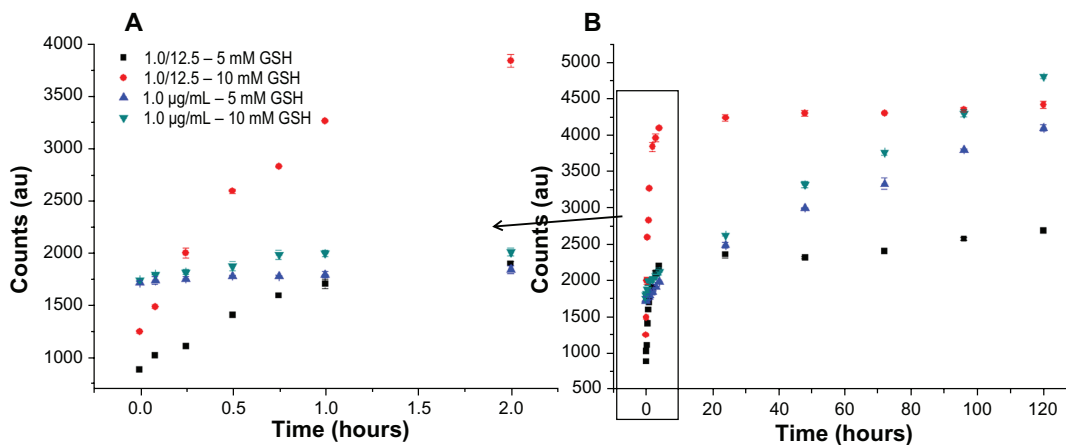 A
Counts (au)
4000
3500
3000
2500
2000
1500
1000
1.0/12.5 – 5 mM GSH
1.0/12.5 – 10 mM GSH
1.0 µg/mL – 5 mM GSH
1.0 µg/mL – 10 mM GSH
0.0 0.5 1.0 1.5 2.0
Time (hours)
B
Counts (au)
5000
4500
4000
3500
3000
2500
2000
1500
1000
500
0 20 40 60 80 100 120
Time (hours)